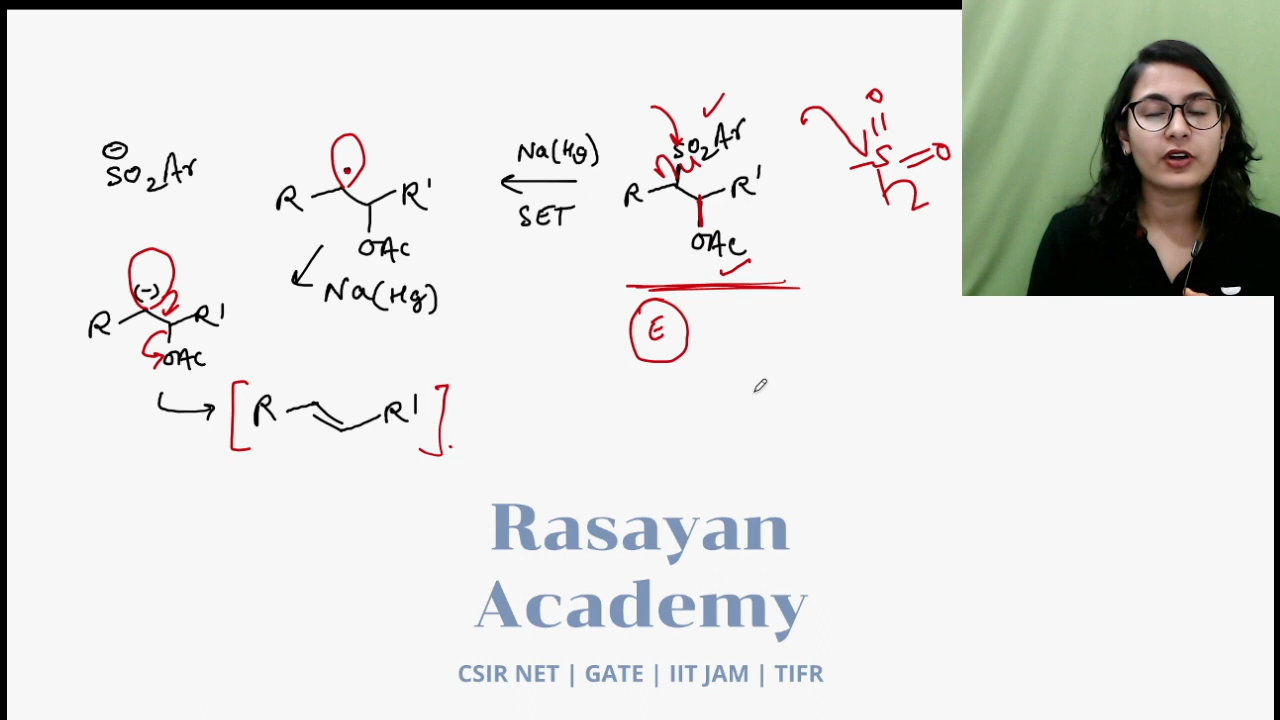 ⊖
SO2Ar
R
R'
OAc
Na(Hg)
SET
SO2Ar
R
R'
OAc
O
S
O
Na(Hg)
(-)
R
R'
OAc
E
R
R'
Rasayan
Academy
CSIR NET | GATE | IIT JAM | TIFR